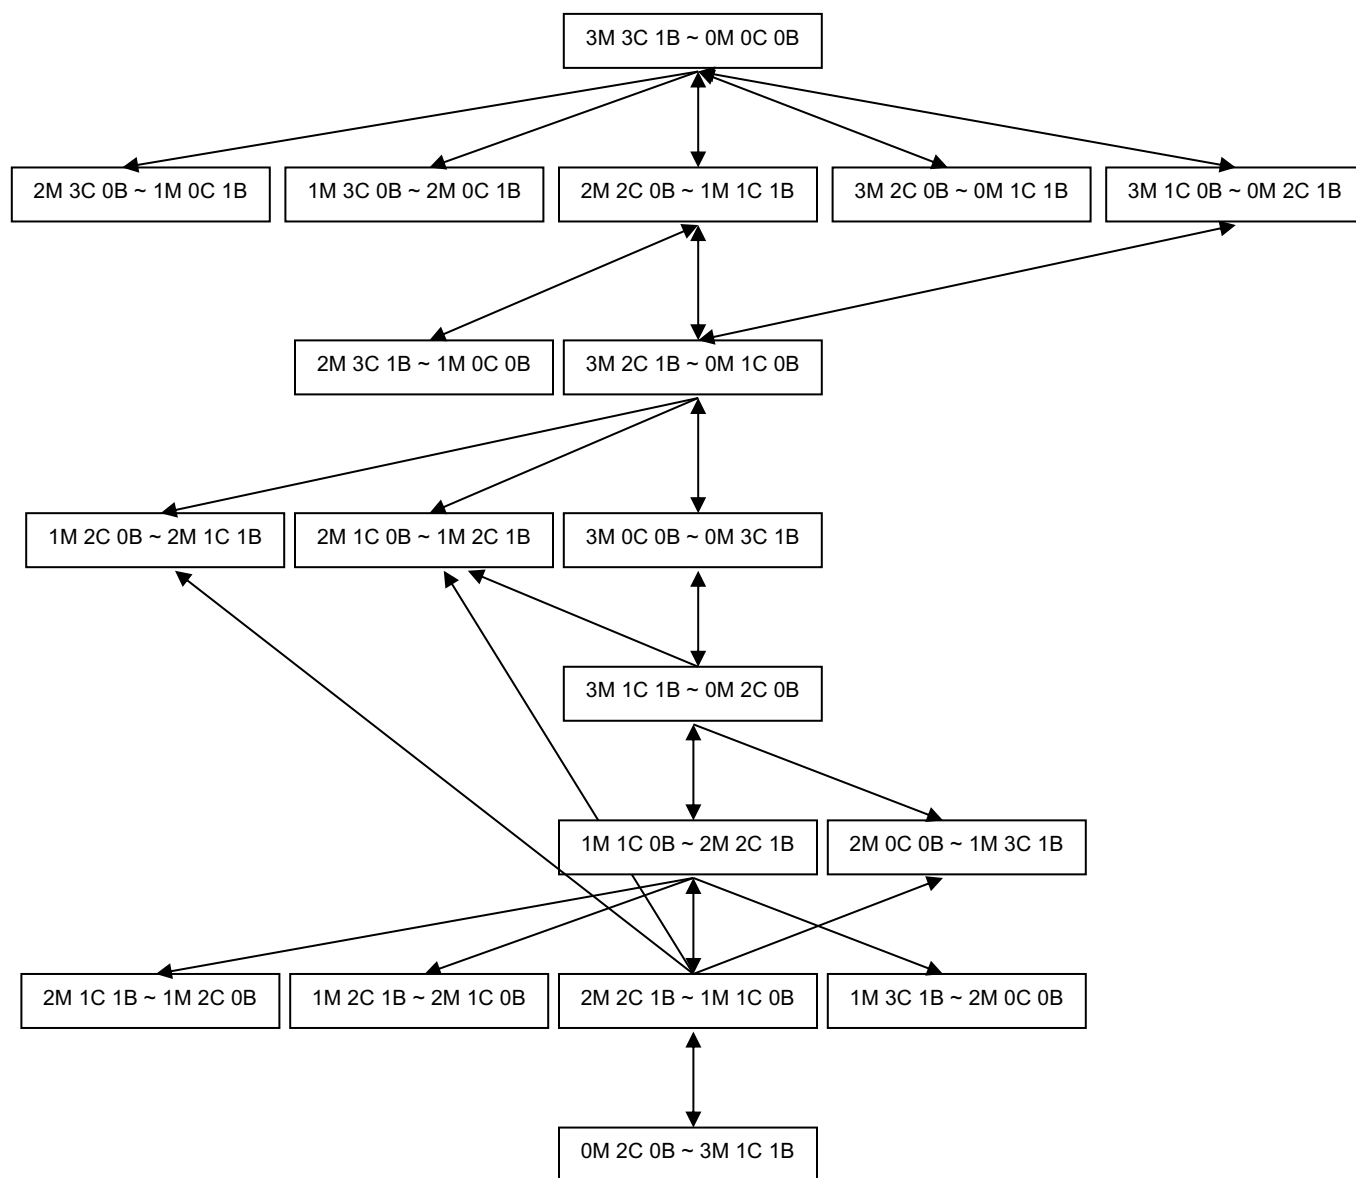 3M 3C 1B ~ 0M 0C 0B
2M 3C 0B ~ 1M 0C 1B
1M 3C 0B ~ 2M 0C 1B
2M 2C 0B ~ 1M 1C 1B
3M 2C 0B ~ 0M 1C 1B
3M 1C 0B ~ 0M 2C 1B
2M 3C 1B ~ 1M 0C 0B
3M 2C 1B ~ 0M 1C 0B
1M 2C 0B ~ 2M 1C 1B
2M 1C 0B ~ 1M 2C 1B
3M 0C 0B ~ 0M 3C 1B
3M 1C 1B ~ 0M 2C 0B
1M 1C 0B ~ 2M 2C 1B
2M 0C 0B ~ 1M 3C 1B
2M 1C 1B ~ 1M 2C 0B
1M 2C 1B ~ 2M 1C 0B
2M 2C 1B ~ 1M 1C 0B
1M 3C 1B ~ 2M 0C 0B
0M 2C 0B ~ 3M 1C 1B